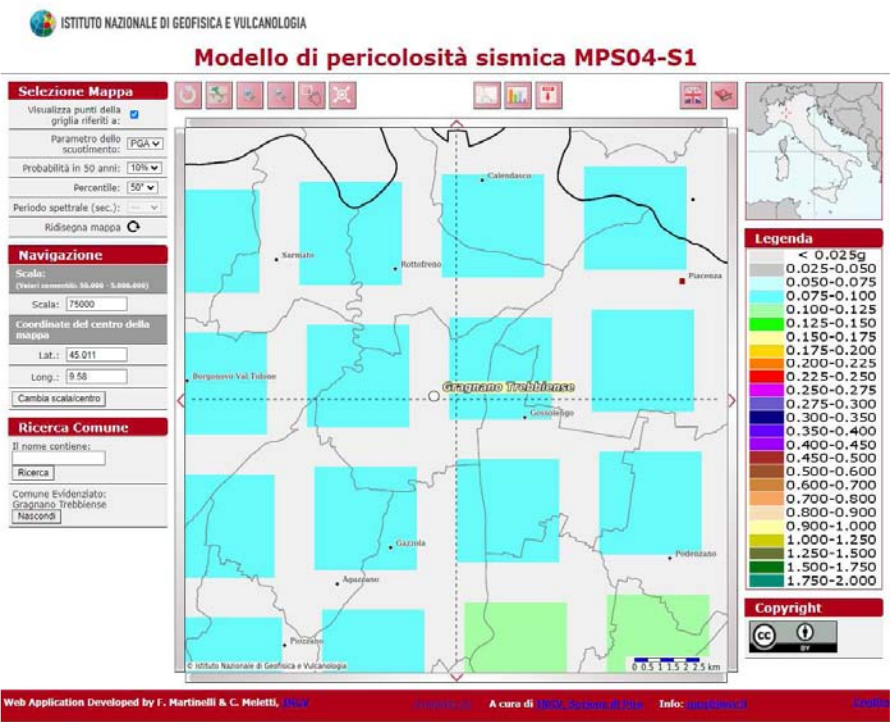 ISTITUTO NAZIONALE DI GEOFISICA E VULCANOLOGIA
Modello di pericolosità sismica MPS04-S1
Selezione Mappa
Visualizza punti della
griglia riferiti a:
Parametro dello
scuotimento: PGA
Probabilità in 50 anni: 10%
Percentile: 50°
Periodo spettrale (sec.): ---
Ridisegna mappa
Navigazione
Scala:
(Valori consentiti: 50.000 - 5.000.000)
Scala: 75000
Coordinate del centro della
mappa
Lat.: 45.011
Long.: 9.58
Cambia scala/centro
Ricerca Comune
Il nome contiene:
Ricerca
Comune Evidenziato:
Gragnano Trebbiense
Nascondi
Calendasco
Sarmato
Rottofreno
Piacenza
Borgonovo Val Tidone
Gragnano Trebbiense
Gossolengo
Gazzola
Podenzano
Agazzano
Piozzano
© Istituto Nazionale di Geofisica e Vulcanologia
0 0.5 1 1.5 2 2.5 km
Legenda
< 0.025g
0.025-0.050
0.050-0.075
0.075-0.100
0.100-0.125
0.125-0.150
0.150-0.175
0.175-0.200
0.200-0.225
0.225-0.250
0.250-0.275
0.275-0.300
0.300-0.350
0.350-0.400
0.400-0.450
0.450-0.500
0.500-0.600
0.600-0.700
0.700-0.800
0.800-0.900
0.900-1.000
1.000-1.250
1.250-1.500
1.500-1.750
1.750-2.000
Copyright
cc
BY
Web Application Developed by F. Martinelli & C. Meletti, INGV
A cura di INGV, Sezione di Pisa
Info: